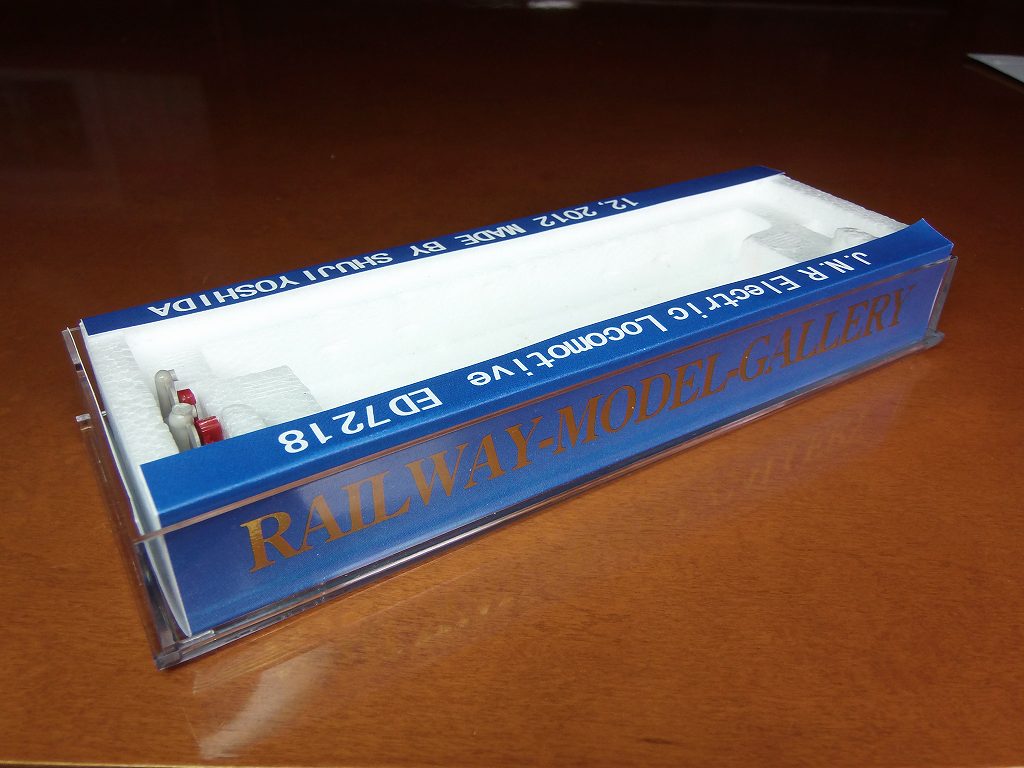 12, 2012 MADE BY SHUJI YOSHIDA
J.N.R Electric Locomotive ED7218
RAILWAY-MODEL-GALLERY